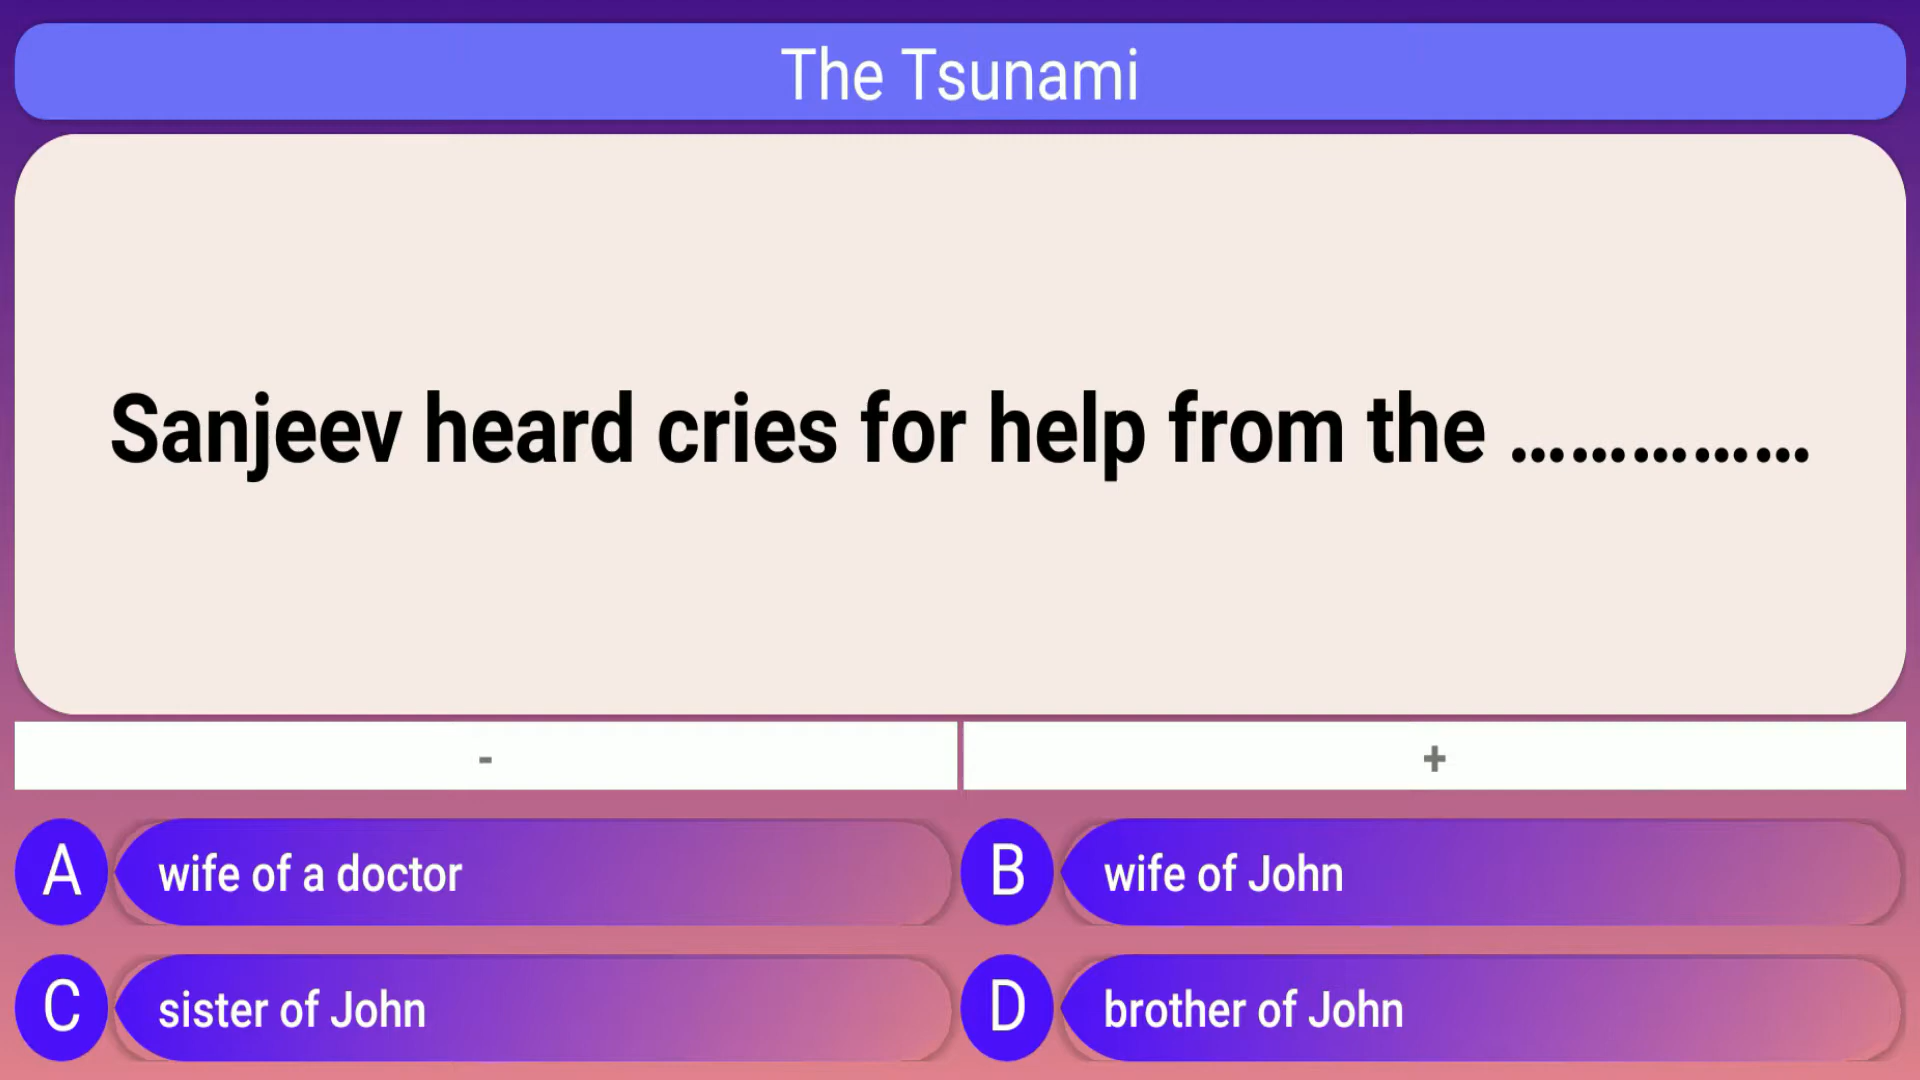 The Tsunami
Sanjeev heard cries for help from the ...............
-
+
A
wife of a doctor
B
wife of John
C
sister of John
D
brother of John